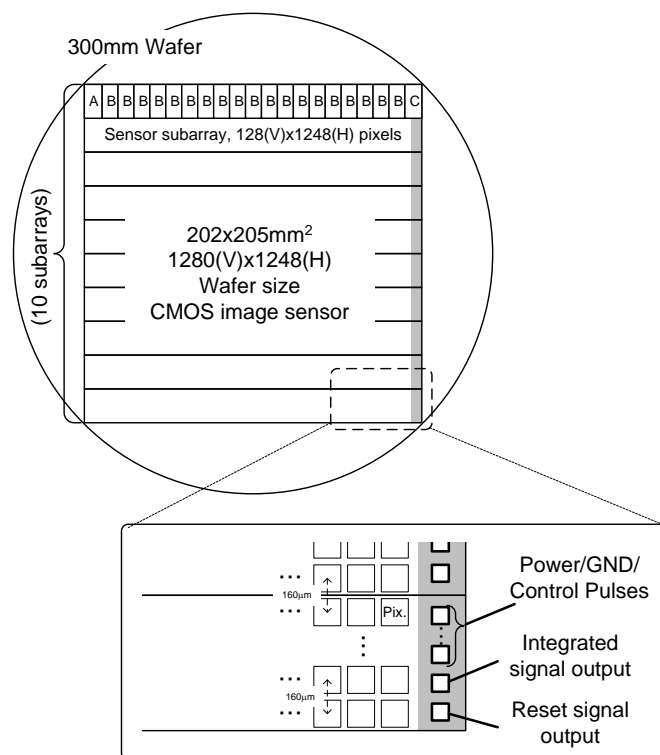 300mm Wafer
A B B B B B B B B B B B B B B B B B C
Sensor subarray, 128(V)x1248(H) pixels
(10 subarrays)
202x205mm²
1280(V)x1248(H)
Wafer size
CMOS image sensor
160μm
Pix.
160μm
Power/GND/
Control Pulses
Integrated
signal output
Reset signal
output